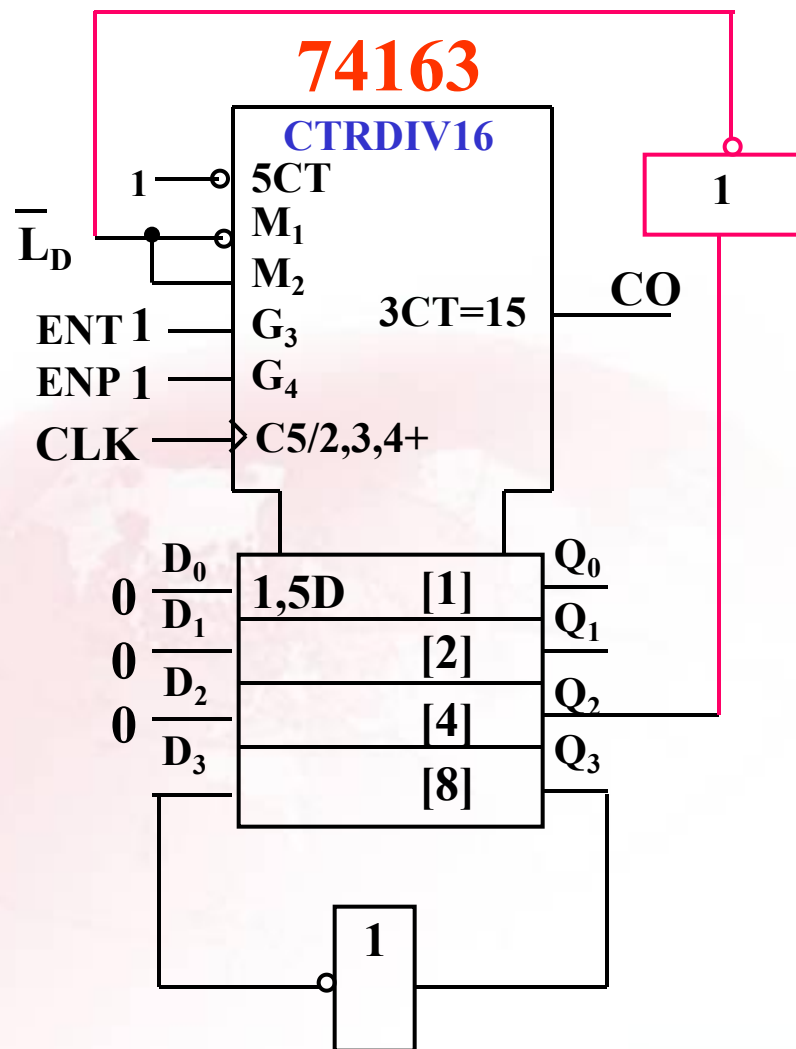 74163
CTRDIV16
1 5CT
1
L̅D M₁
M₂
ENT 1 G₃ 3CT=15 CO
ENP 1 G₄
CLK C5/2,3,4+
D₀ Q₀
0 1,5D [1]
D₁ Q₁
0 [2]
D₂ Q₂
0 [4]
D₃ Q₃
[8]
1